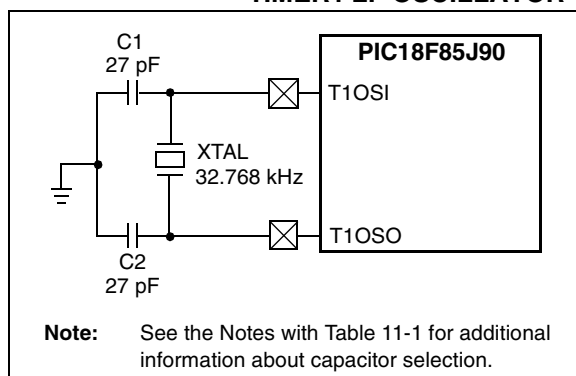 TIMER1 LP OSCILLATOR
C1
27 pF
PIC18F85J90
T1OSI
XTAL
32.768 kHz
T1OSO
C2
27 pF
Note: See the Notes with Table 11-1 for additional
information about capacitor selection.